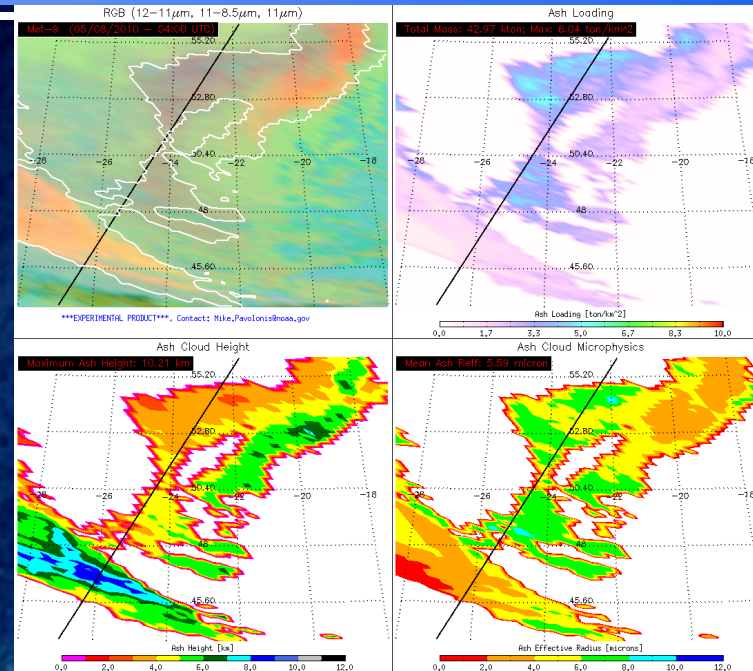 RGB (12-11μm, 11-8.5μm, 11μm)
Met-9 (05/08/2010 - 04:00 UTC)
55.20
52.80
-28 -26 -24 50.40 -22 -20 -18
48
45.60
***EXPERIMENTAL PRODUCT***, Contact: Mike.Pavolonis@noaa.gov
Ash Loading
Total Mass: 42.97 kton; Max: 6.04 ton/km^2
55.20
52.80
-28 -26 -24 50.40 -22 -20 -18
48
45.60
Ash Loading [ton/km^2]
0.0 1.7 3.3 5.0 6.7 8.3 10.0
Ash Cloud Height
Maximum Ash Height: 10.21 km
55.20
52.80
-28 -26 -24 50.40 -22 -20 -18
48
45.60
Ash Height [km]
0.0 2.0 4.0 6.0 8.0 10.0 12.0
Ash Cloud Microphysics
Mean Ash Reff: 5.59 micron
55.20
52.80
-28 -26 -24 50.40 -22 -20 -18
48
45.60
Ash Effective Radius [microns]
0.0 2.0 4.0 6.0 8.0 10.0 12.0